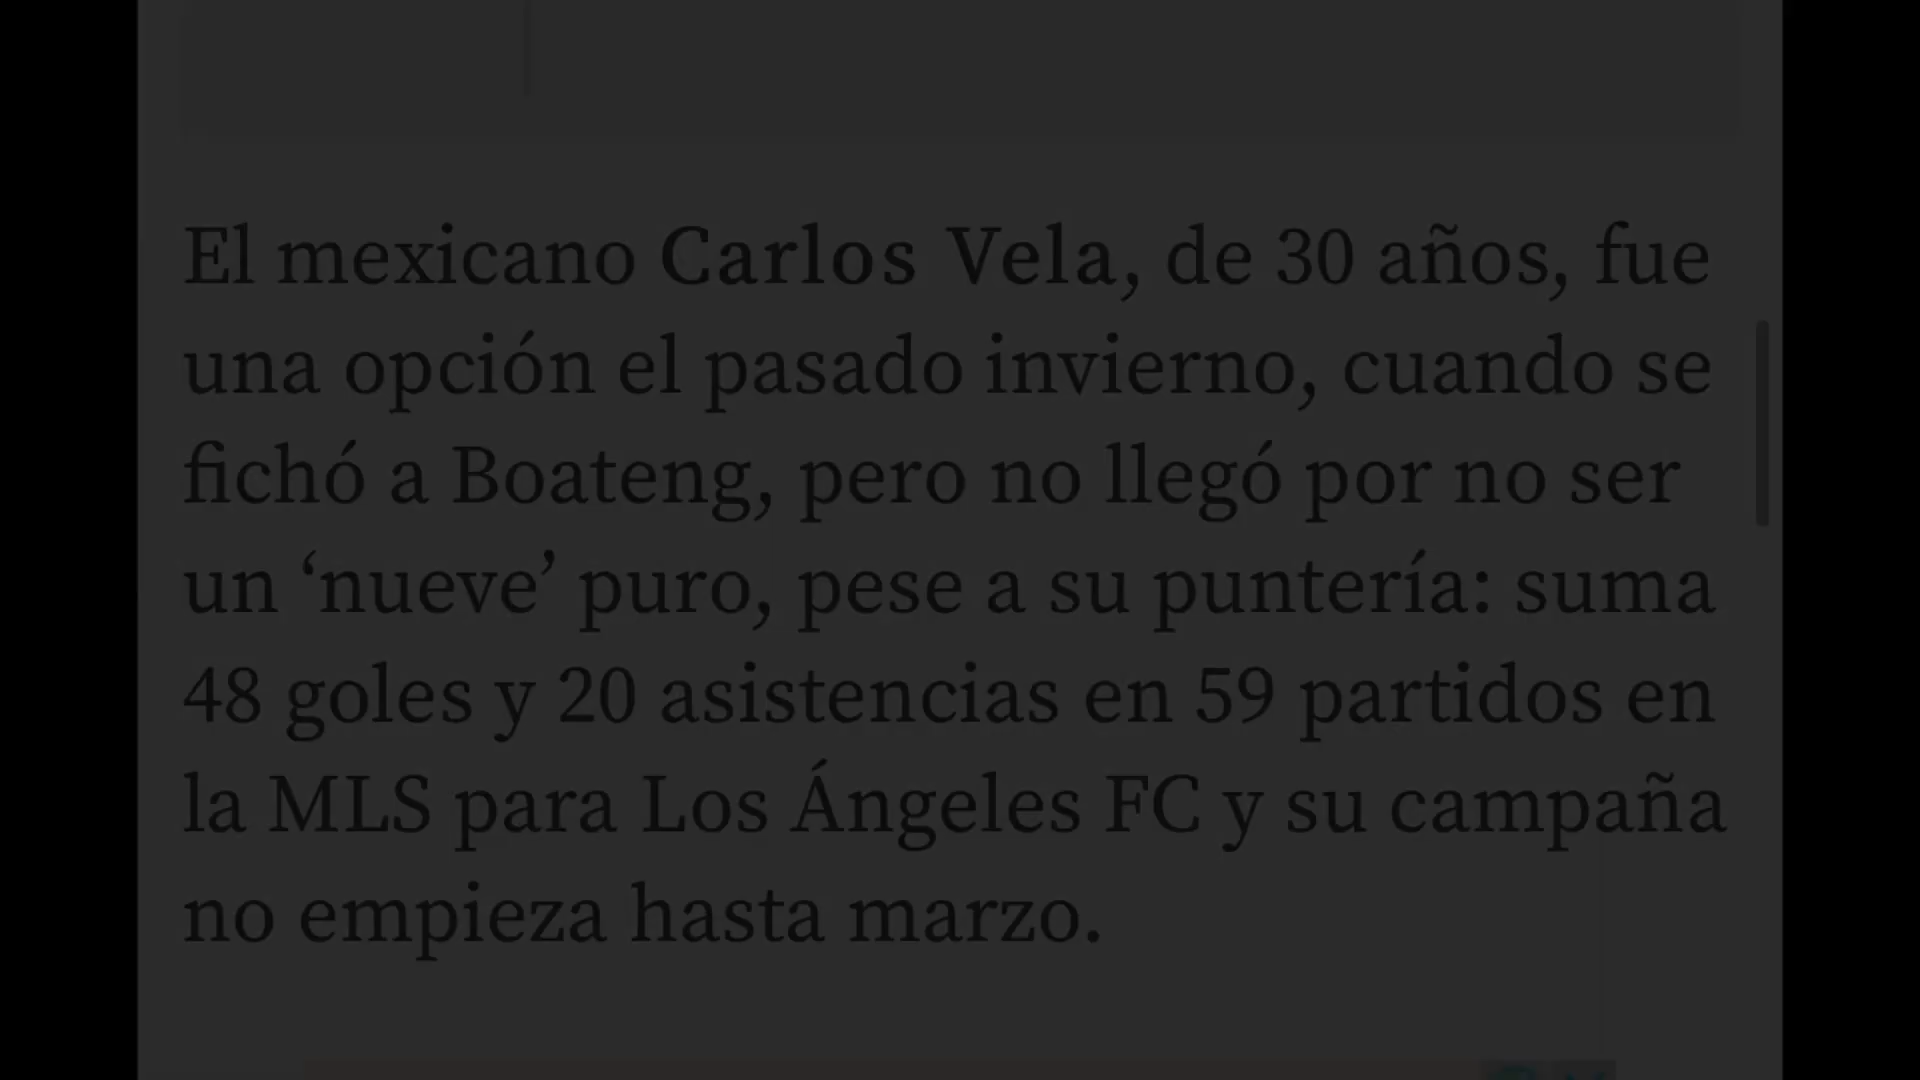 El mexicano Carlos Vela, de 30 años, fue
una opción el pasado invierno, cuando se
fichó a Boateng, pero no llegó por no ser
un ‘nueve’ puro, pese a su puntería: suma
48 goles y 20 asistencias en 59 partidos en
la MLS para Los Ángeles FC y su campaña
no empieza hasta marzo.